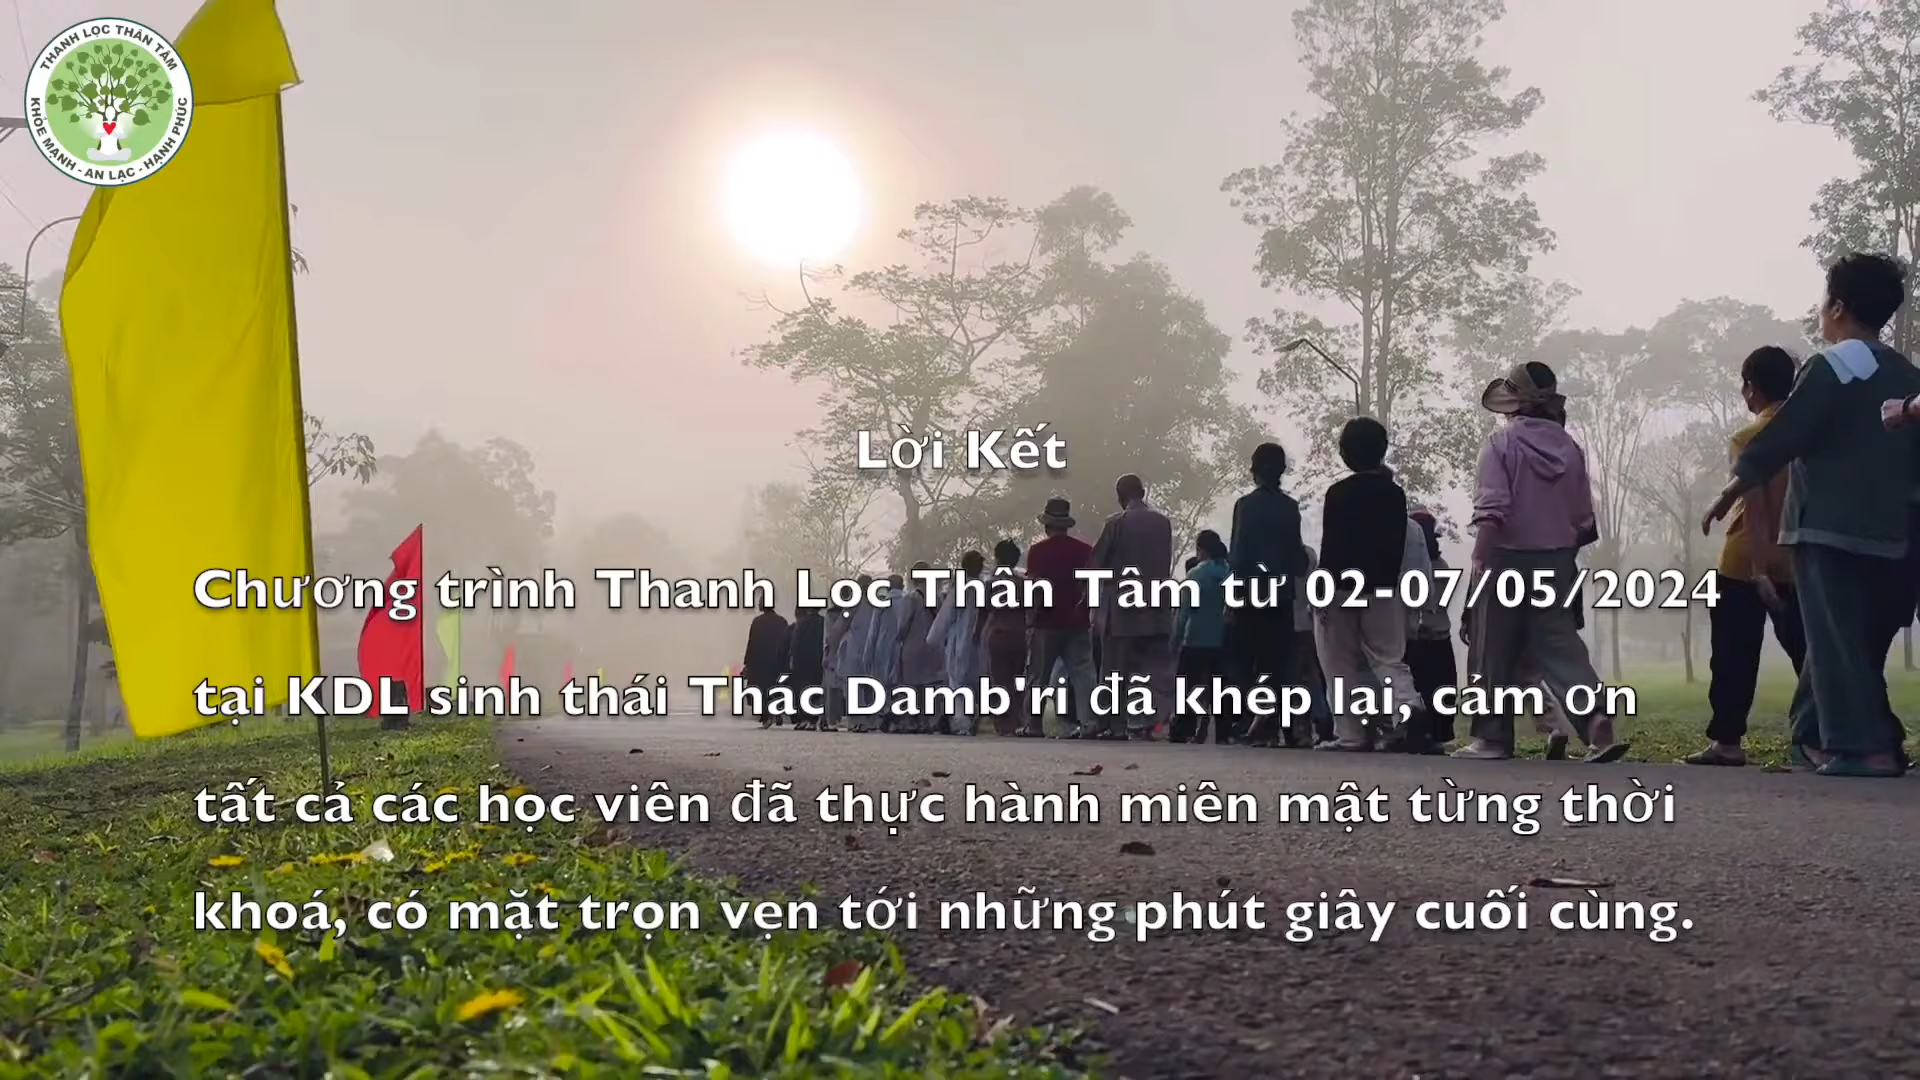 THANH LỌC THÂN TÂM
KHỎE MẠNH - AN LẠC - HẠNH PHÚC
Lời Kết
Chương trình Thanh Lọc Thân Tâm từ 02-07/05/2024
tại KDL sinh thái Thác Damb'ri đã khép lại, cảm ơn
tất cả các học viên đã thực hành miên mật từng thời
khoá, có mặt trọn vẹn tới những phút giây cuối cùng.